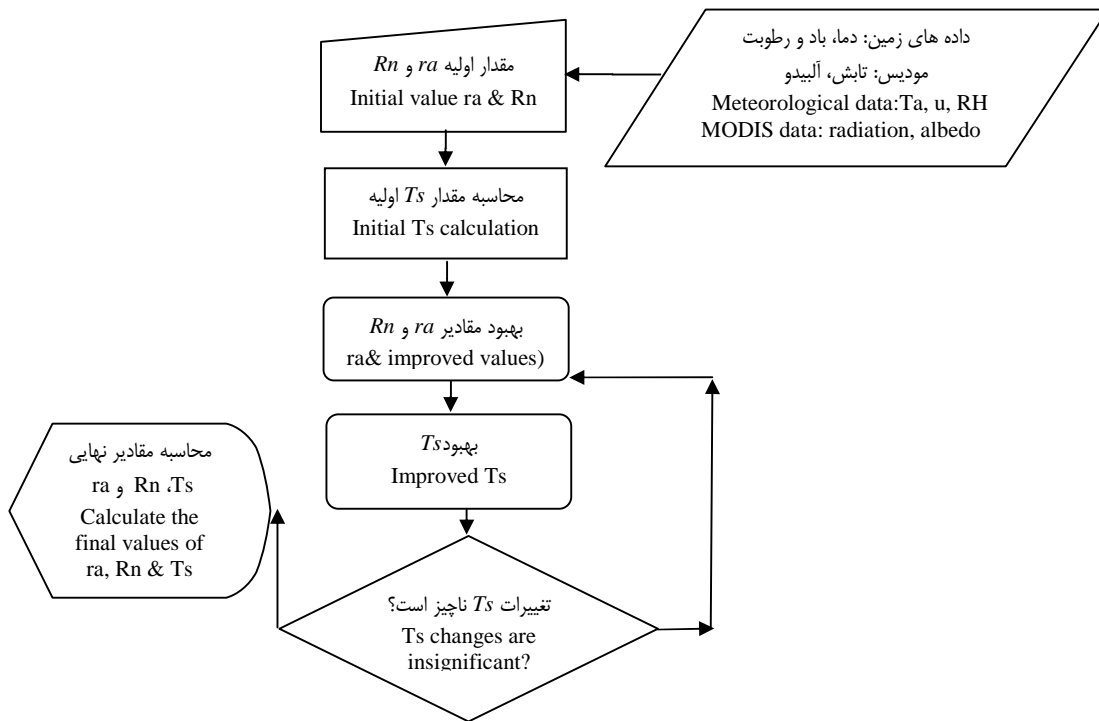 داده های زمین: دما، باد و رطوبت
مودیس: تابش، آلبیدو
Meteorological data:Ta, u, RH
MODIS data: radiation, albedo
مقدار اولیه ra و Rn
Initial value ra & Rn
محاسبه مقدار Ts اولیه
Initial Ts calculation
بهبود مقادیر ra و Rn
ra& improved values)
بهبودTs
Improved Ts
تغییرات Ts ناچیز است؟
Ts changes are
insignificant?
محاسبه مقادیر نهایی
Ts، Rn و ra
Calculate the
final values of
ra, Rn & Ts